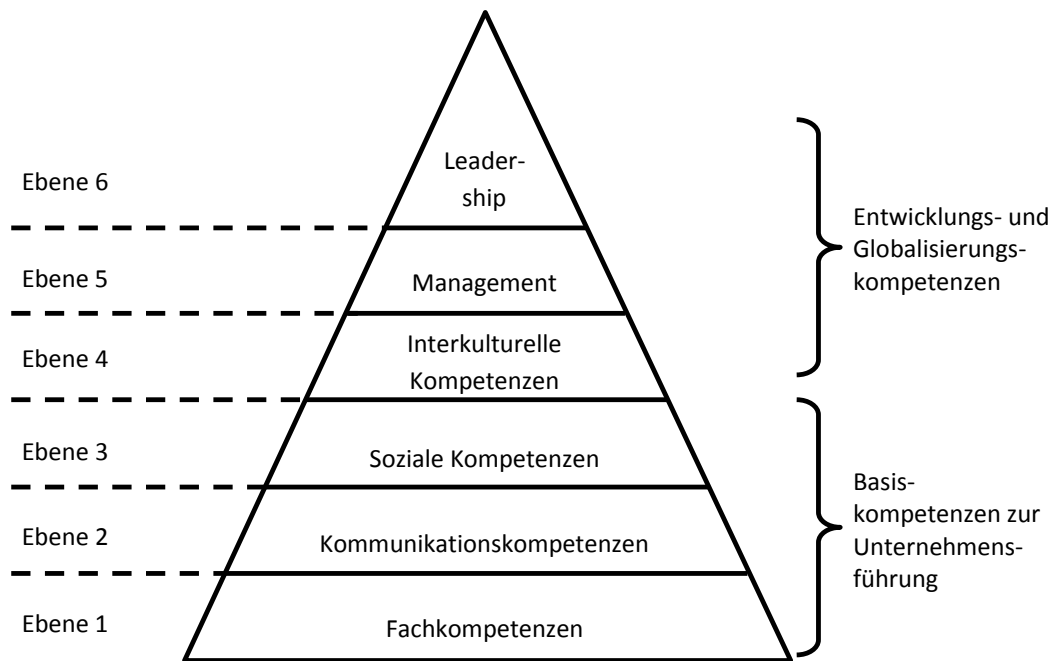 Leader-
ship
Ebene 6
Entwicklungs- und
Globalisierungs-
kompetenzen
Ebene 5
Management
Interkulturelle
Kompetenzen
Ebene 4
Ebene 3
Soziale Kompetenzen
Basis-
kompetenzen zur
Unternehmens-
führung
Ebene 2
Kommunikationskompetenzen
Ebene 1
Fachkompetenzen